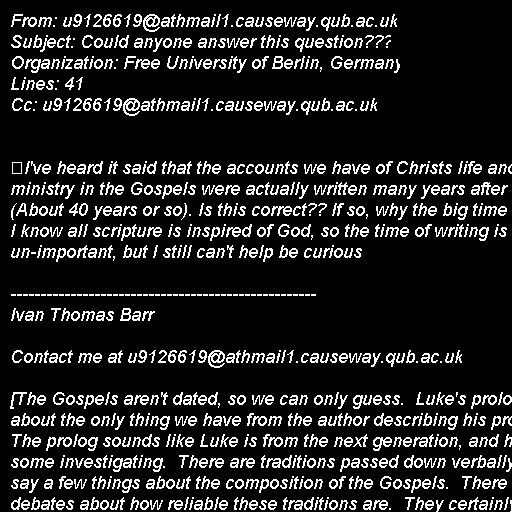 From: u9126619@athmail1.causeway.qub.ac.uk
Subject: Could anyone answer this question???
Organization: Free University of Berlin, Germany
Lines: 41
Cc: u9126619@athmail1.causeway.qub.ac.uk
I've heard it said that the accounts we have of Christs life and
ministry in the Gospels were actually written many years after
(About 40 years or so). Is this correct?? If so, why the big time
I know all scripture is inspired of God, so the time of writing is
un-important, but I still can't help be curious
---------------------------------------------------
Ivan Thomas Barr
Contact me at u9126619@athmail1.causeway.qub.ac.uk
[The Gospels aren't dated, so we can only guess.  Luke's
about the only thing we have from the author describing his
The prolog sounds like Luke is from the next generation, and
some investigating.  There are traditions passed down verbally
say a few things about the composition of the Gospels.  There
debates about how reliable these traditions are.  They certainly